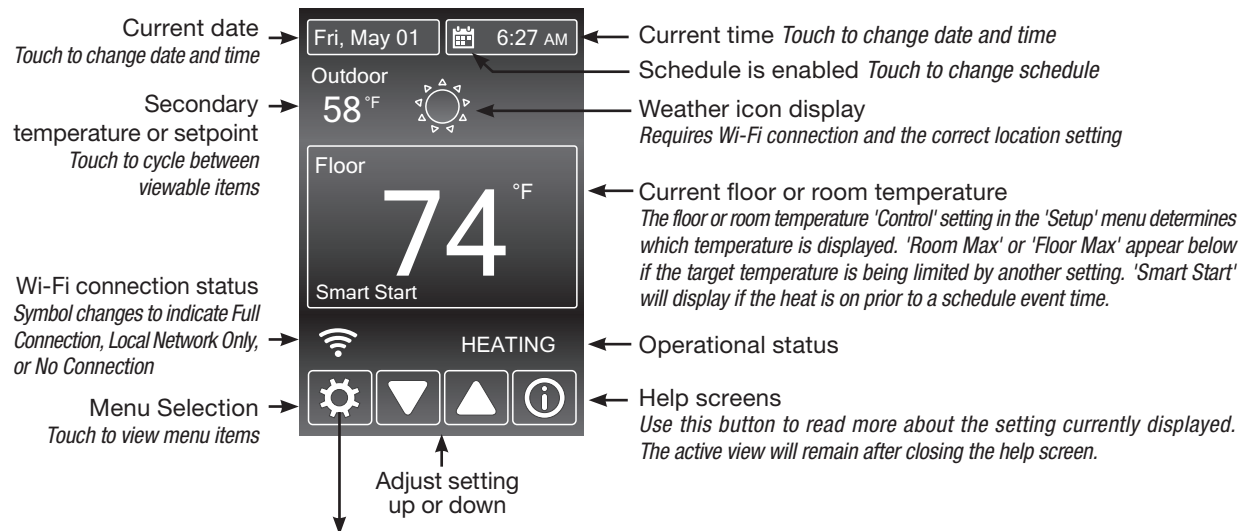 Current date
Touch to change date and time
Secondary
temperature or setpoint
Touch to cycle between
viewable items
Wi-Fi connection status
Symbol changes to indicate Full
Connection, Local Network Only,
or No Connection
Menu Selection
Touch to view menu items
Fri, May 01
6:27 AM
Outdoor
58°F
Floor
74°F
Smart Start
HEATING
Adjust setting
up or down
Current time Touch to change date and time
Schedule is enabled Touch to change schedule
Weather icon display
Requires Wi-Fi connection and the correct location setting
Current floor or room temperature
The floor or room temperature 'Control' setting in the 'Setup' menu determines
which temperature is displayed. 'Room Max' or 'Floor Max' appear below
if the target temperature is being limited by another setting. 'Smart Start'
will display if the heat is on prior to a schedule event time.
Operational status
Help screens
Use this button to read more about the setting currently displayed.
The active view will remain after closing the help screen.